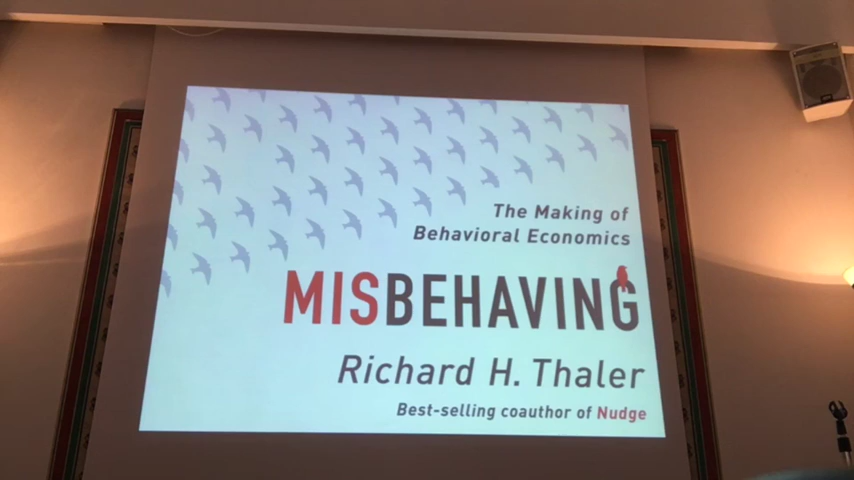 The Making of
Behavioral Economics
MISBEHAVING
Richard H. Thaler
Best-selling coauthor of Nudge